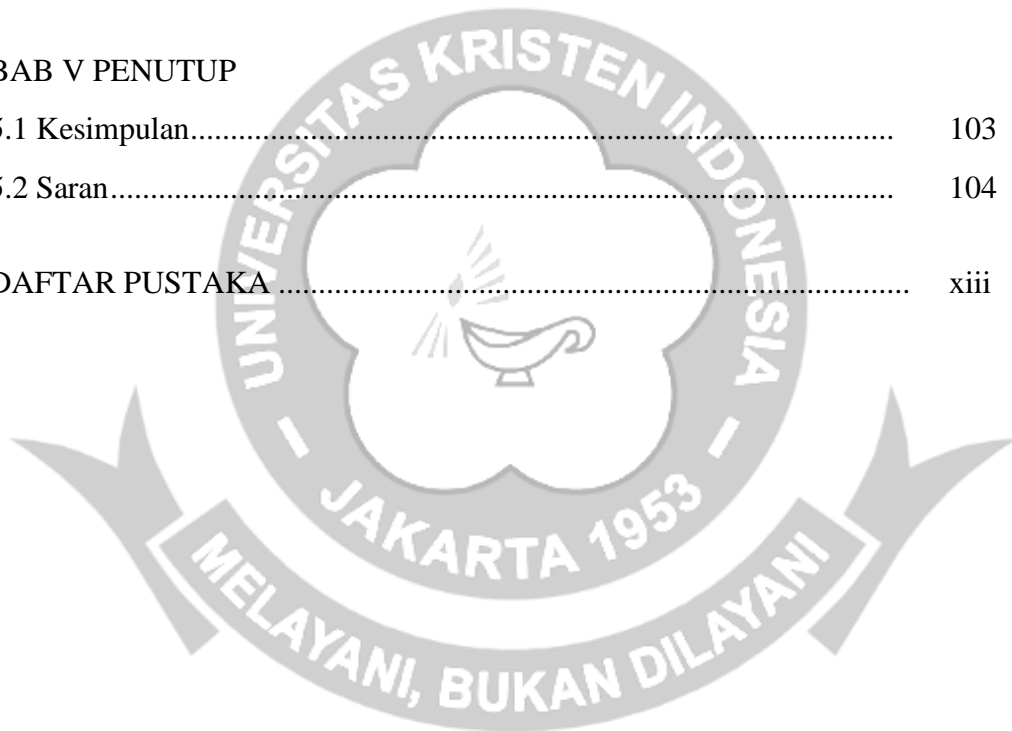 BAB V PENUTUP
5.1 Kesimpulan........................................................................................ 103
5.2 Saran.................................................................................................. 104
DAFTAR PUSTAKA ............................................................................... xiii
UNIVERSITAS KRISTEN INDONESIA
– JAKARTA 1953 –
MELAYANI, BUKAN DILAYANI